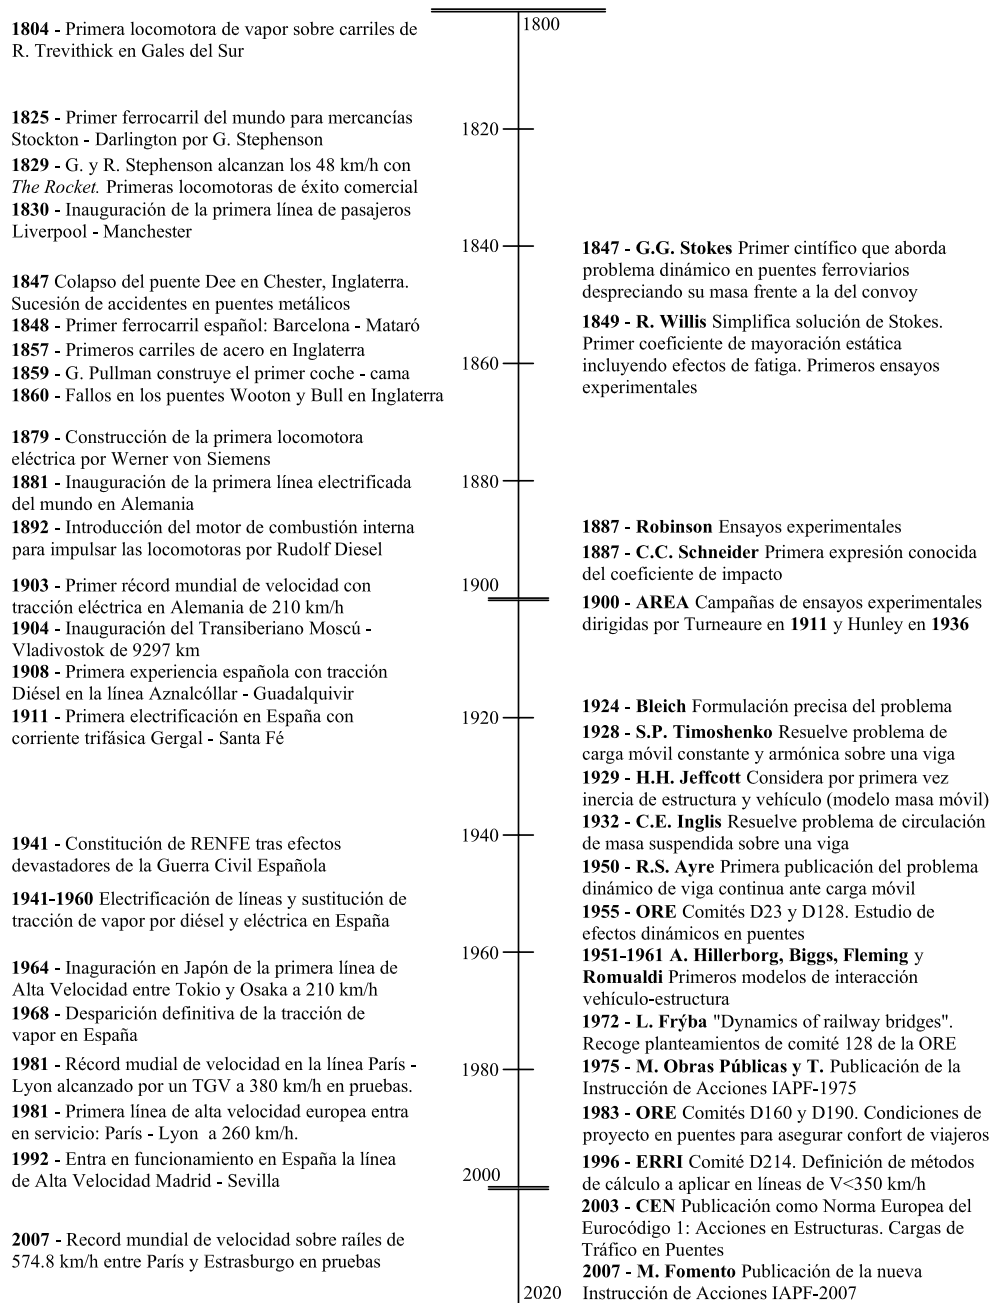 1804 - Primera locomotora de vapor sobre carriles de
R. Trevithick en Gales del Sur
1825 - Primer ferrocarril del mundo para mercancías
Stockton - Darlington por G. Stephenson
1829 - G. y R. Stephenson alcanzan los 48 km/h con
The Rocket. Primeras locomotoras de éxito comercial
1830 - Inauguración de la primera línea de pasajeros
Liverpool - Manchester
1847 Colapso del puente Dee en Chester, Inglaterra.
Sucesión de accidentes en puentes metálicos
1848 - Primer ferrocarril español: Barcelona - Mataró
1857 - Primeros carriles de acero en Inglaterra
1859 - G. Pullman construye el primer coche - cama
1860 - Fallos en los puentes Wooton y Bull en Inglaterra
1879 - Construcción de la primera locomotora
eléctrica por Werner von Siemens
1881 - Inauguración de la primera línea electrificada
del mundo en Alemania
1892 - Introducción del motor de combustión interna
para impulsar las locomotoras por Rudolf Diesel
1903 - Primer récord mundial de velocidad con
tracción eléctrica en Alemania de 210 km/h
1904 - Inauguración del Transiberiano Moscú -
Vladivostok de 9297 km
1908 - Primera experiencia española con tracción
Diésel en la línea Aznalcóllar - Guadalquivir
1911 - Primera electrificación en España con
corriente trifásica Gergal - Santa Fé
1941 - Constitución de RENFE tras efectos
devastadores de la Guerra Civil Española
1941-1960 Electrificación de líneas y sustitución de
tracción de vapor por diésel y eléctrica en España
1964 - Inaguración en Japón de la primera línea de
Alta Velocidad entre Tokio y Osaka a 210 km/h
1968 - Desparición definitiva de la tracción de
vapor en España
1981 - Récord mudial de velocidad en la línea París -
Lyon alcanzado por un TGV a 380 km/h en pruebas.
1981 - Primera línea de alta velocidad europea entra
en servicio: París - Lyon a 260 km/h.
1992 - Entra en funcionamiento en España la línea
de Alta Velocidad Madrid - Sevilla
2007 - Record mundial de velocidad sobre raíles de
574.8 km/h entre París y Estrasburgo en pruebas
1800
1820
1840
1860
1880
1900
1920
1940
1960
1980
2000
2020
1847 - G.G. Stokes Primer cintífico que aborda
problema dinámico en puentes ferroviarios
despreciando su masa frente a la del convoy
1849 - R. Willis Simplifica solución de Stokes.
Primer coeficiente de mayoración estática
incluyendo efectos de fatiga. Primeros ensayos
experimentales
1887 - Robinson Ensayos experimentales
1887 - C.C. Schneider Primera expresión conocida
del coeficiente de impacto
1900 - AREA Campañas de ensayos experimentales
dirigidas por Turneaure en 1911 y Hunley en 1936
1924 - Bleich Formulación precisa del problema
1928 - S.P. Timoshenko Resuelve problema de
carga móvil constante y armónica sobre una viga
1929 - H.H. Jeffcott Considera por primera vez
inercia de estructura y vehículo (modelo masa móvil)
1932 - C.E. Inglis Resuelve problema de circulación
de masa suspendida sobre una viga
1950 - R.S. Ayre Primera publicación del problema
dinámico de viga continua ante carga móvil
1955 - ORE Comités D23 y D128. Estudio de
efectos dinámicos en puentes
1951-1961 A. Hillerborg, Biggs, Fleming y
Romualdi Primeros modelos de interacción
vehículo-estructura
1972 - L. Frýba "Dynamics of railway bridges".
Recoge planteamientos de comité 128 de la ORE
1975 - M. Obras Públicas y T. Publicación de la
Instrucción de Acciones IAPF-1975
1983 - ORE Comités D160 y D190. Condiciones de
proyecto en puentes para asegurar confort de viajeros
1996 - ERRI Comité D214. Definición de métodos
de cálculo a aplicar en líneas de V<350 km/h
2003 - CEN Publicación como Norma Europea del
Eurocódigo 1: Acciones en Estructuras. Cargas de
Tráfico en Puentes
2007 - M. Fomento Publicación de la nueva
Instrucción de Acciones IAPF-2007